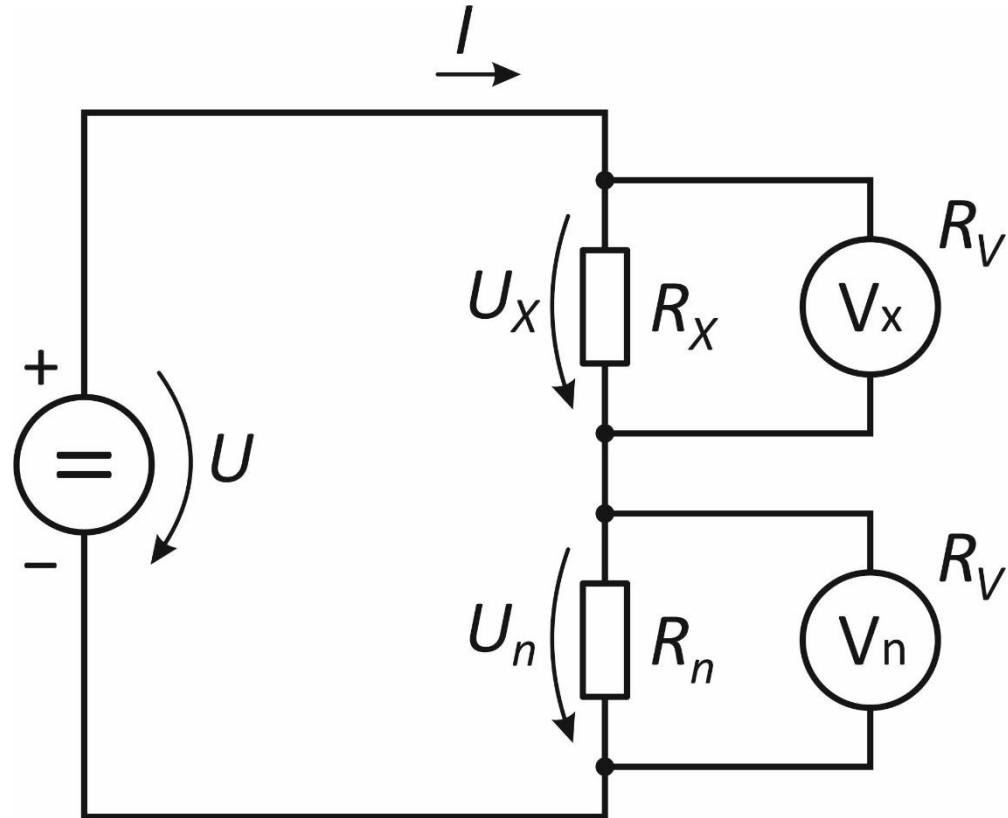 I
R_V
U_X
R_X
V_x
+
=
U
−
R_V
U_n
R_n
V_n